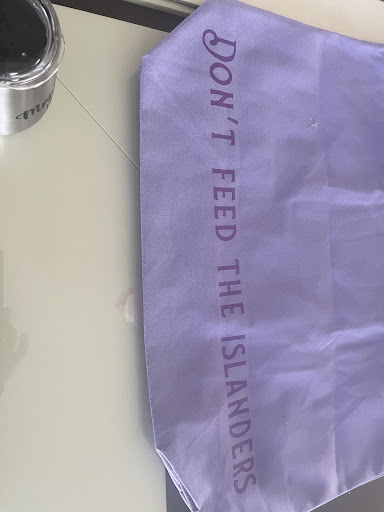 DON'T FEED THE ISLANDERS